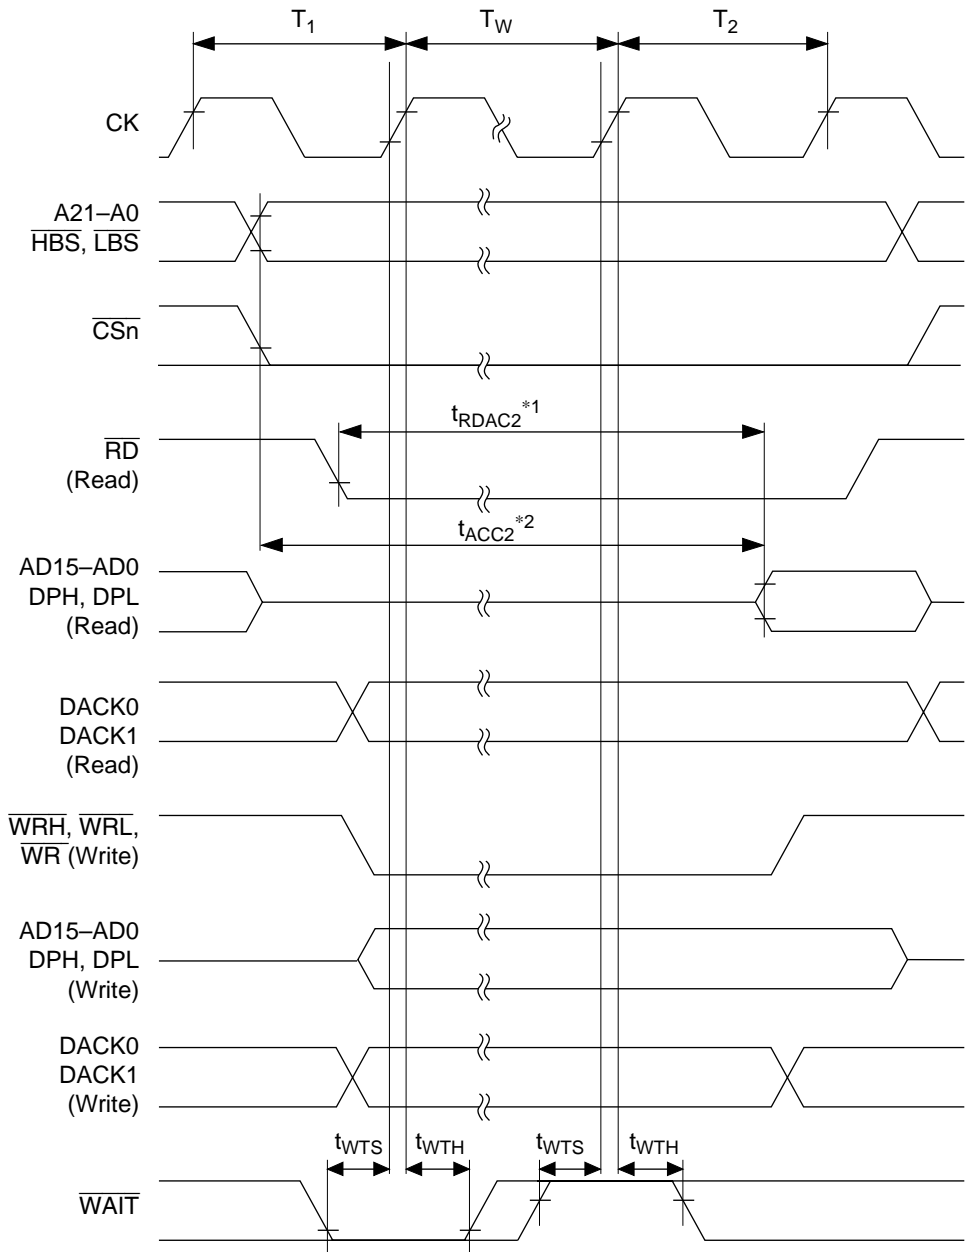 T1 TW T2
CK
A21–A0
HBS, LBS
CSn
tRDAC2*1
RD
(Read)
tACC2*2
AD15–AD0
DPH, DPL
(Read)
DACK0
DACK1
(Read)
WRH, WRL,
WR (Write)
AD15–AD0
DPH, DPL
(Write)
DACK0
DACK1
(Write)
tWTS tWTH tWTS tWTH
WAIT